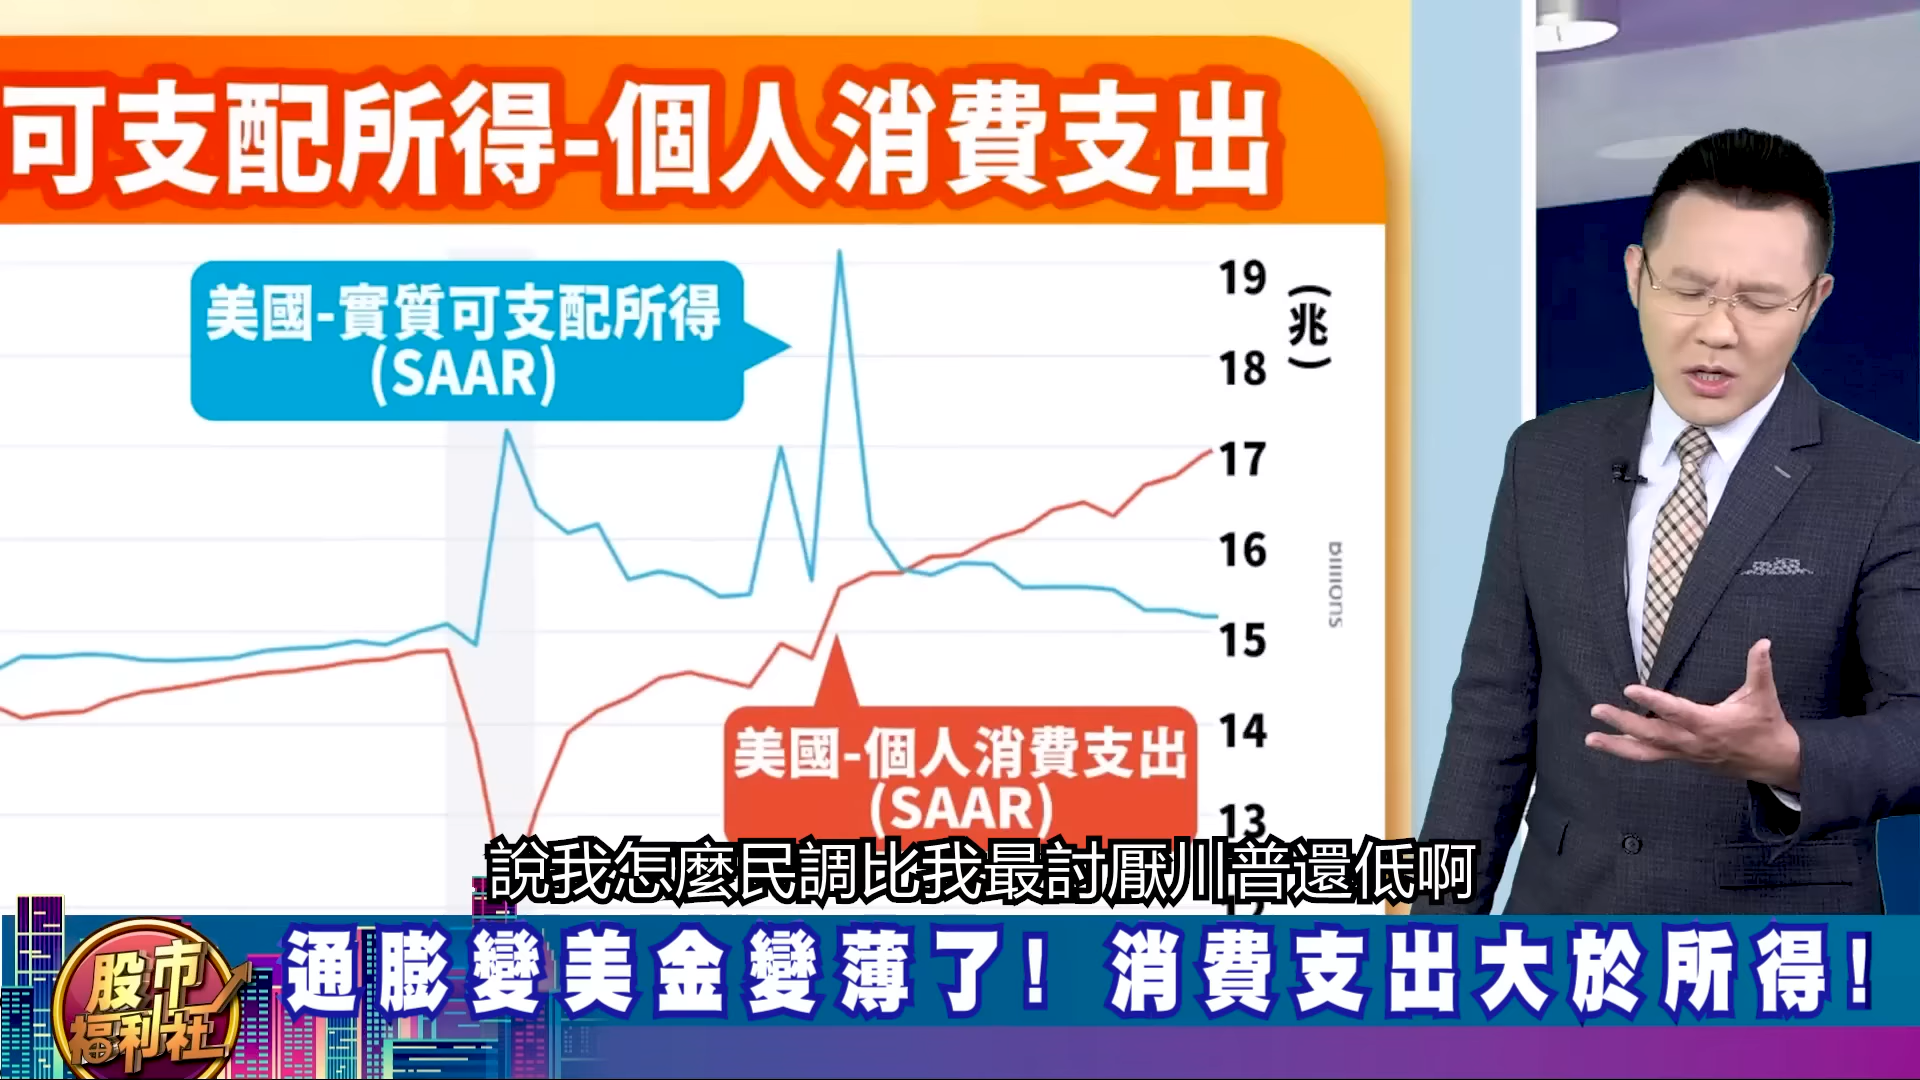 可支配所得-個人消費支出
美國-實質可支配所得
(SAAR)
19
(兆)
18
17
16
15
14
13
美國-個人消費支出
(SAAR)
說我怎麼民調比我最討厭川普還低啊
通膨變美金變薄了! 消費支出大於所得!
股市
福利社